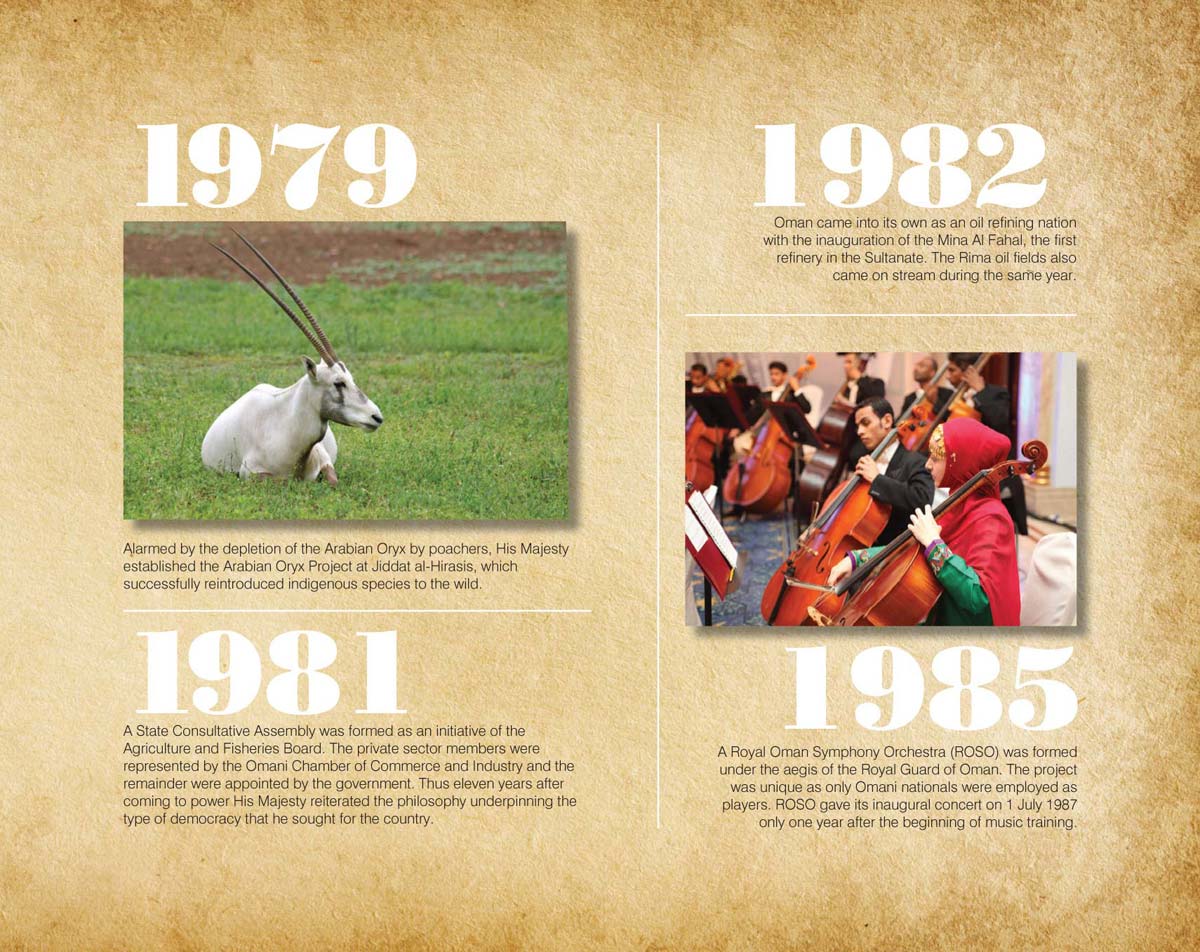 1979
Alarmed by the depletion of the Arabian Oryx by poachers, His Majesty
established the Arabian Oryx Project at Jiddat al-Hirasis, which
successfully reintroduced indigenous species to the wild.
1981
A State Consultative Assembly was formed as an initiative of the
Agriculture and Fisheries Board. The private sector members were
represented by the Omani Chamber of Commerce and Industry and the
remainder were appointed by the government. Thus eleven years after
coming to power His Majesty reiterated the philosophy underpinning the
type of democracy that he sought for the country.
1982
Oman came into its own as an oil refining nation
with the inauguration of the Mina Al Fahal, the first
refinery in the Sultanate. The Rima oil fields also
came on stream during the same year.
1985
A Royal Oman Symphony Orchestra (ROSO) was formed
under the aegis of the Royal Guard of Oman. The project
was unique as only Omani nationals were employed as
players. ROSO gave its inaugural concert on 1 July 1987
only one year after the beginning of music training.